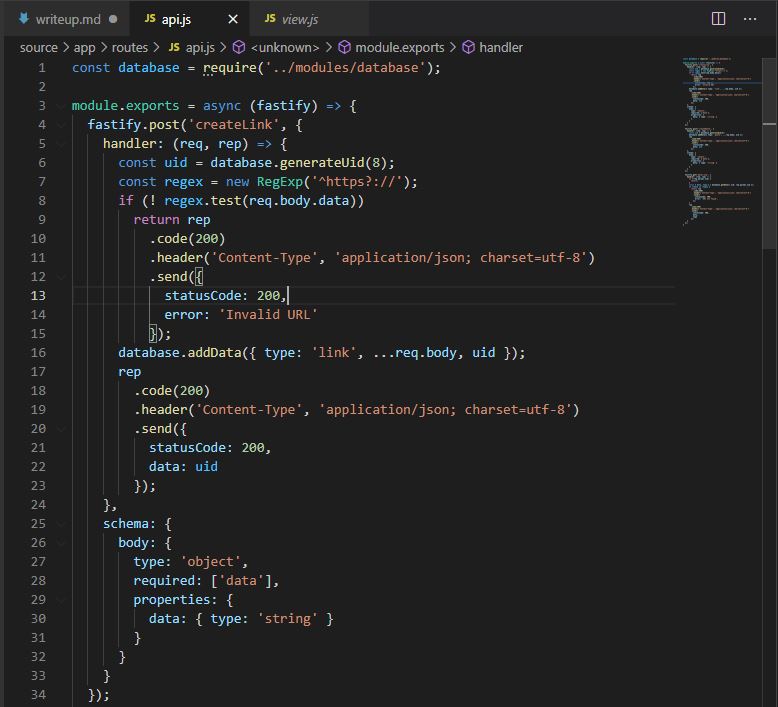 writeup.md
JS api.js
JS view.js
source > app > routes > JS api.js > <unknown> > module.exports > handler
1 const database = require('../modules/database');
2
3 module.exports = async (fastify) => {
4   fastify.post('createLink', {
5     handler: (req, rep) => {
6       const uid = database.generateUid(8);
7       const regex = new RegExp('^https?://');
8       if (! regex.test(req.body.data))
9         return rep
10           .code(200)
11           .header('Content-Type', 'application/json; charset=utf-8')
12           .send({
13             statusCode: 200,
14             error: 'Invalid URL'
15           });
16       database.addData({ type: 'link', ...req.body, uid });
17       rep
18         .code(200)
19         .header('Content-Type', 'application/json; charset=utf-8')
20         .send({
21           statusCode: 200,
22           data: uid
23         });
24     },
25     schema: {
26       body: {
27         type: 'object',
28         required: ['data'],
29         properties: {
30           data: { type: 'string' }
31         }
32       }
33     }
34   });